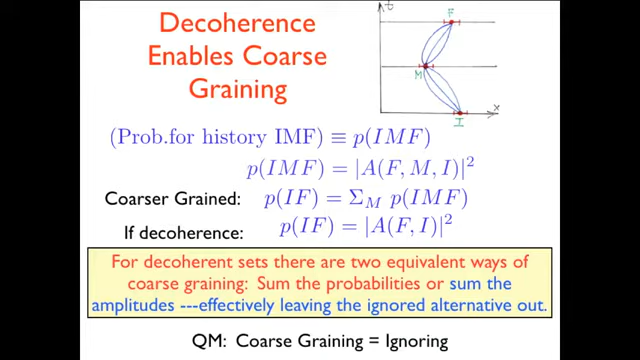 Decoherence
Enables Coarse
Graining
t
F
M
I
x
(Prob.for history IMF) ≡ p(IMF)
p(IMF) = |A(F, M, I)|²
Coarser Grained: p(IF) = Σ_M p(IMF)
If decoherence: p(IF) = |A(F, I)|²
For decoherent sets there are two equivalent ways of
coarse graining: Sum the probabilities or sum the
amplitudes ---effectively leaving the ignored alternative out.
QM: Coarse Graining = Ignoring